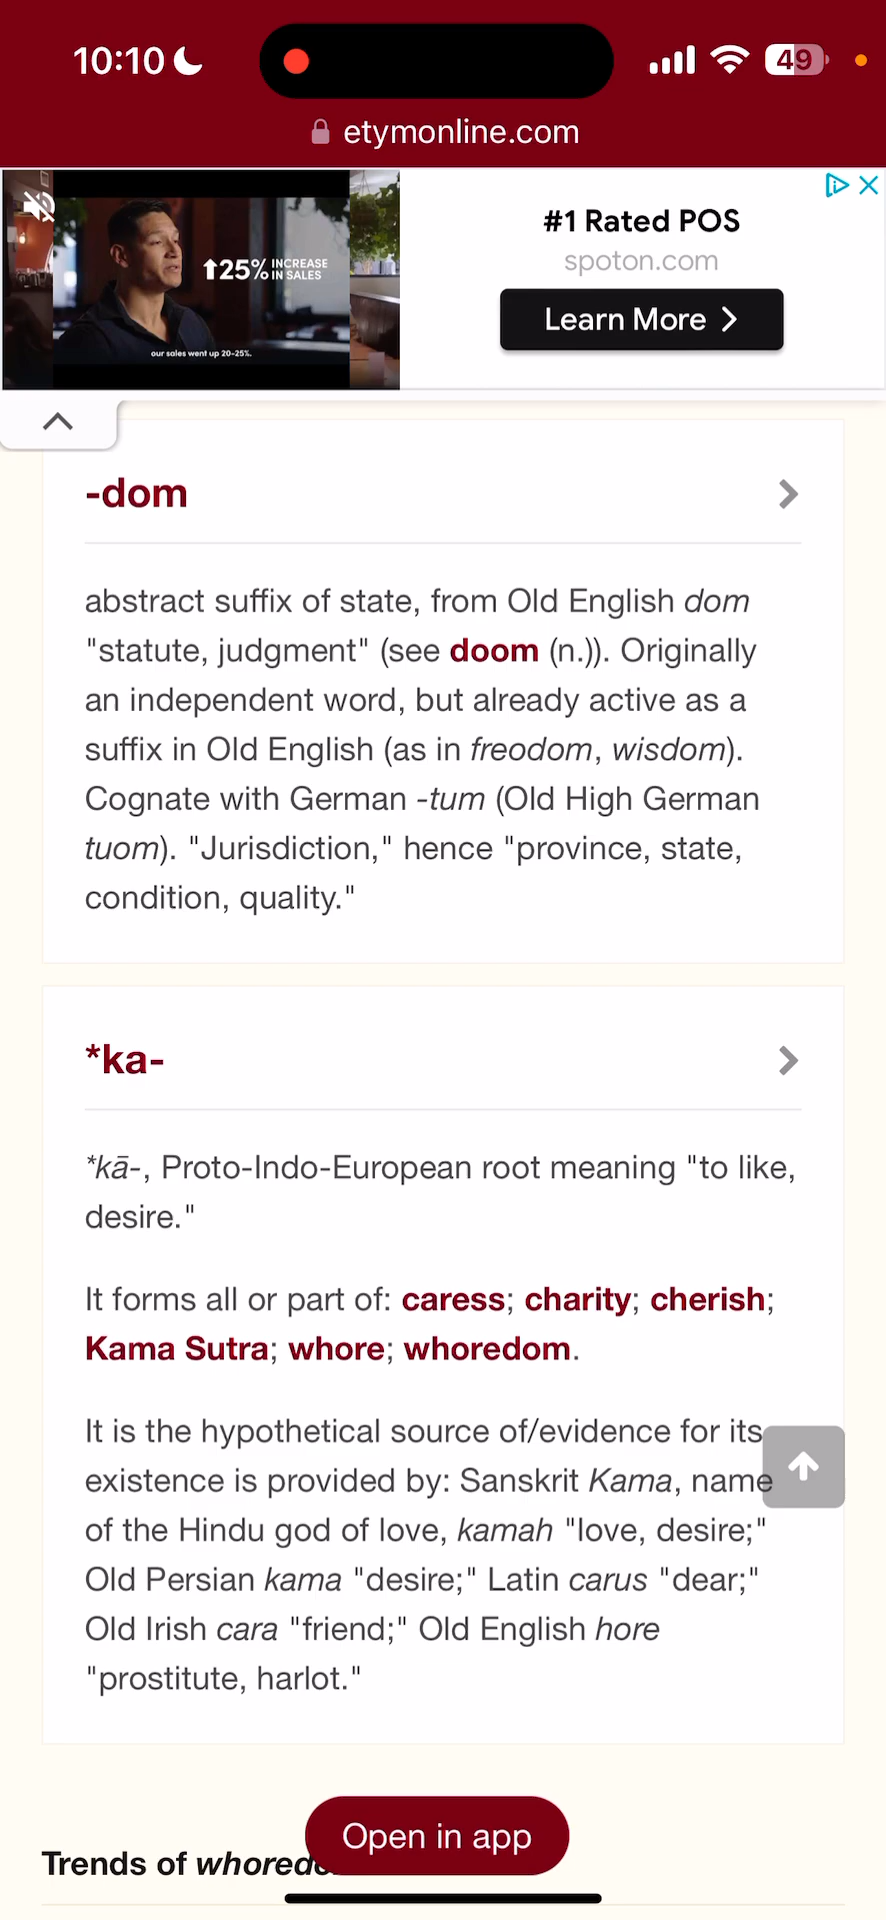 10:10
49
etymonline.com
↑25% INCREASE
IN SALES
our sales went up 20-25%.
#1 Rated POS
spoton.com
Learn More
-dom
abstract suffix of state, from Old English dom
"statute, judgment" (see doom (n.)). Originally
an independent word, but already active as a
suffix in Old English (as in freodom, wisdom).
Cognate with German -tum (Old High German
tuom). "Jurisdiction," hence "province, state,
condition, quality."
*ka-
*kā-, Proto-Indo-European root meaning "to like,
desire."
It forms all or part of: caress; charity; cherish;
Kama Sutra; whore; whoredom.
It is the hypothetical source of/evidence for its
existence is provided by: Sanskrit Kama, name
of the Hindu god of love, kamah "love, desire;"
Old Persian kama "desire;" Latin carus "dear;"
Old Irish cara "friend;" Old English hore
"prostitute, harlot."
Open in app
Trends of whored